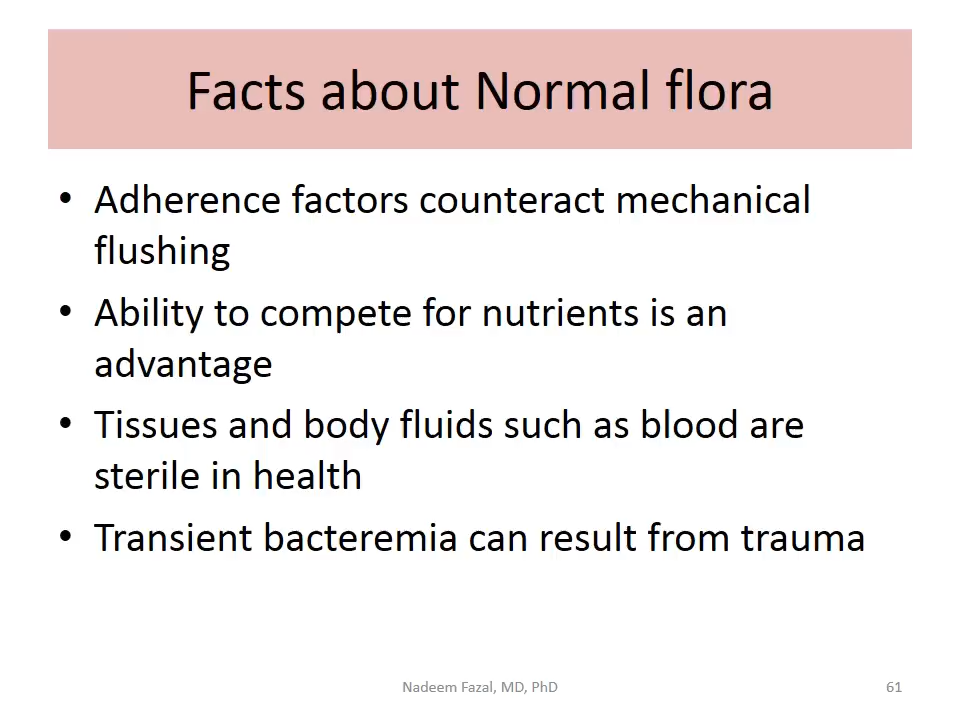 Facts about Normal flora
• Adherence factors counteract mechanical
flushing
• Ability to compete for nutrients is an
advantage
• Tissues and body fluids such as blood are
sterile in health
• Transient bacteremia can result from trauma
Nadeem Fazal, MD, PhD
61